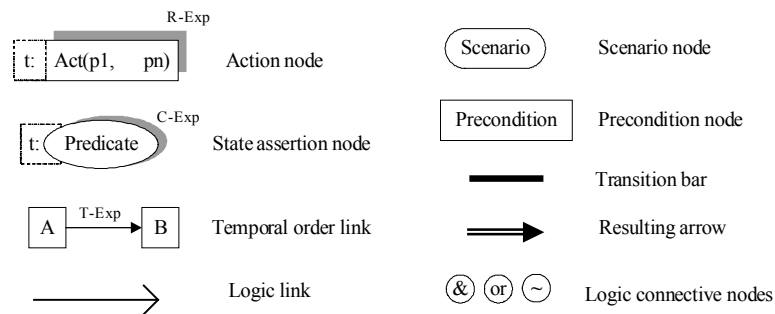 R-Exp
t: Act(p1, pn)
Action node
C-Exp
t: Predicate
State assertion node
T-Exp
A B
Temporal order link
Logic link
Scenario
Scenario node
Precondition
Precondition node
Transition bar
Resulting arrow
& or ~
Logic connective nodes